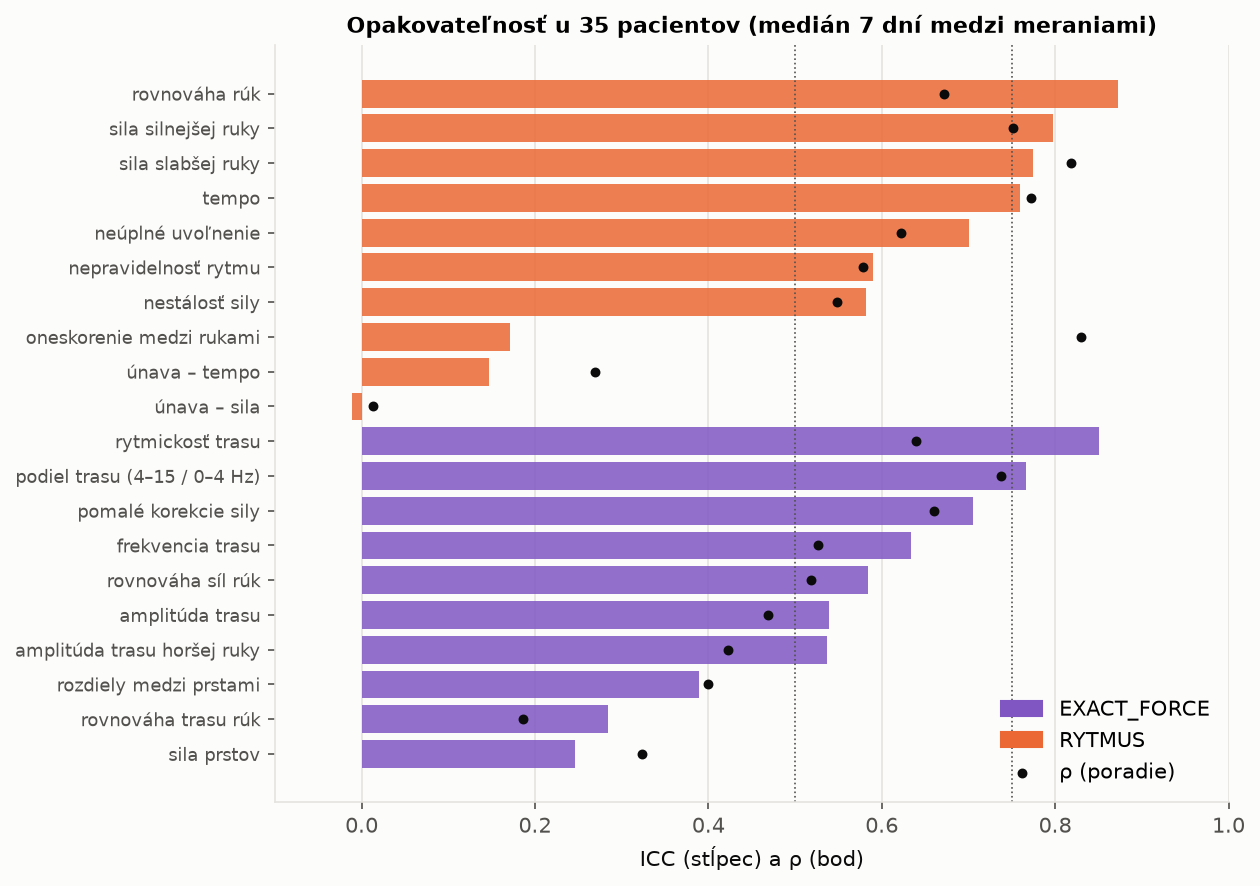 Opakovateľnosť u 35 pacientov (medián 7 dní medzi meraniami)
rovnováha rúk
sila silnejšej ruky
sila slabšej ruky
tempo
neúplné uvoľnenie
nepravidelnosť rytmu
nestálosť sily
oneskorenie medzi rukami
únava – tempo
únava – sila
rytmickosť trasu
podiel trasu (4–15 / 0–4 Hz)
pomalé korekcie sily
frekvencia trasu
rovnováha síl rúk
amplitúda trasu
amplitúda trasu horšej ruky
rozdiely medzi prstami
rovnováha trasu rúk
sila prstov
EXACT_FORCE
RYTMUS
ρ (poradie)
0.0 0.2 0.4 0.6 0.8 1.0
ICC (stĺpec) a ρ (bod)